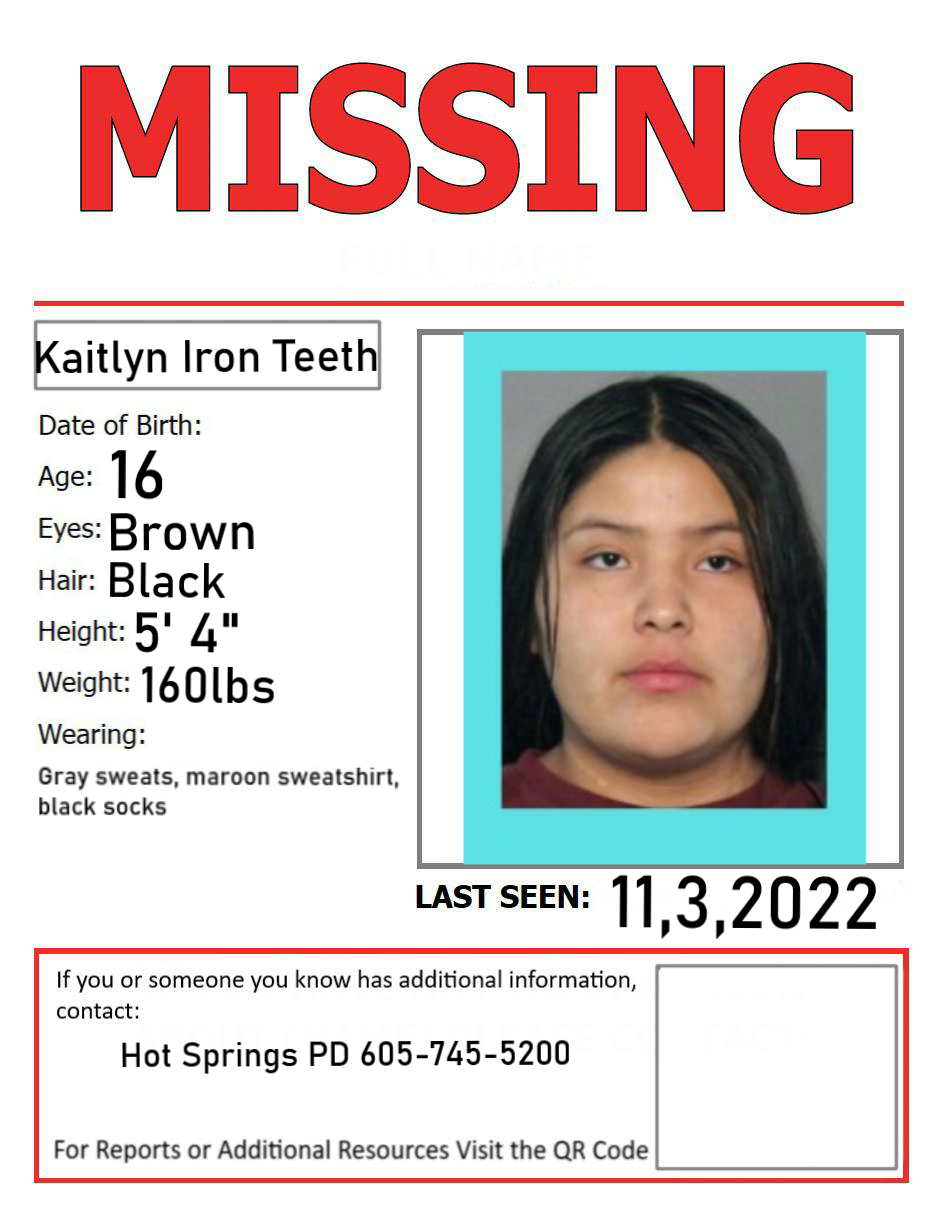 MISSING
Kaitlyn Iron Teeth
Date of Birth:
Age: 16
Eyes: Brown
Hair: Black
Height: 5' 4"
Weight: 160lbs
Wearing:
Gray sweats, maroon sweatshirt,
black socks
LAST SEEN: 11,3,2022
If you or someone you know has additional information,
contact:
Hot Springs PD 605-745-5200
For Reports or Additional Resources Visit the QR Code